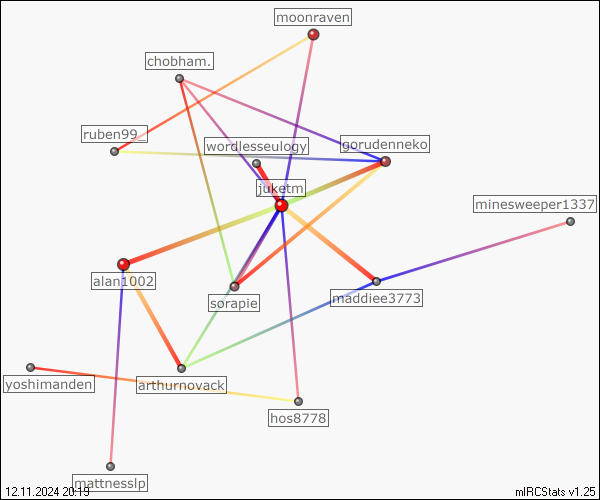 moonraven
chobham.
ruben99_
wordlesseulogy
gorudenneko
juketm
minesweeper1337
alan1002
sorapie
maddiee3773
yoshimanden
arthurnovack
hos8778
mattnesslp
12.11.2024 20:19
mIRCStats v1.25